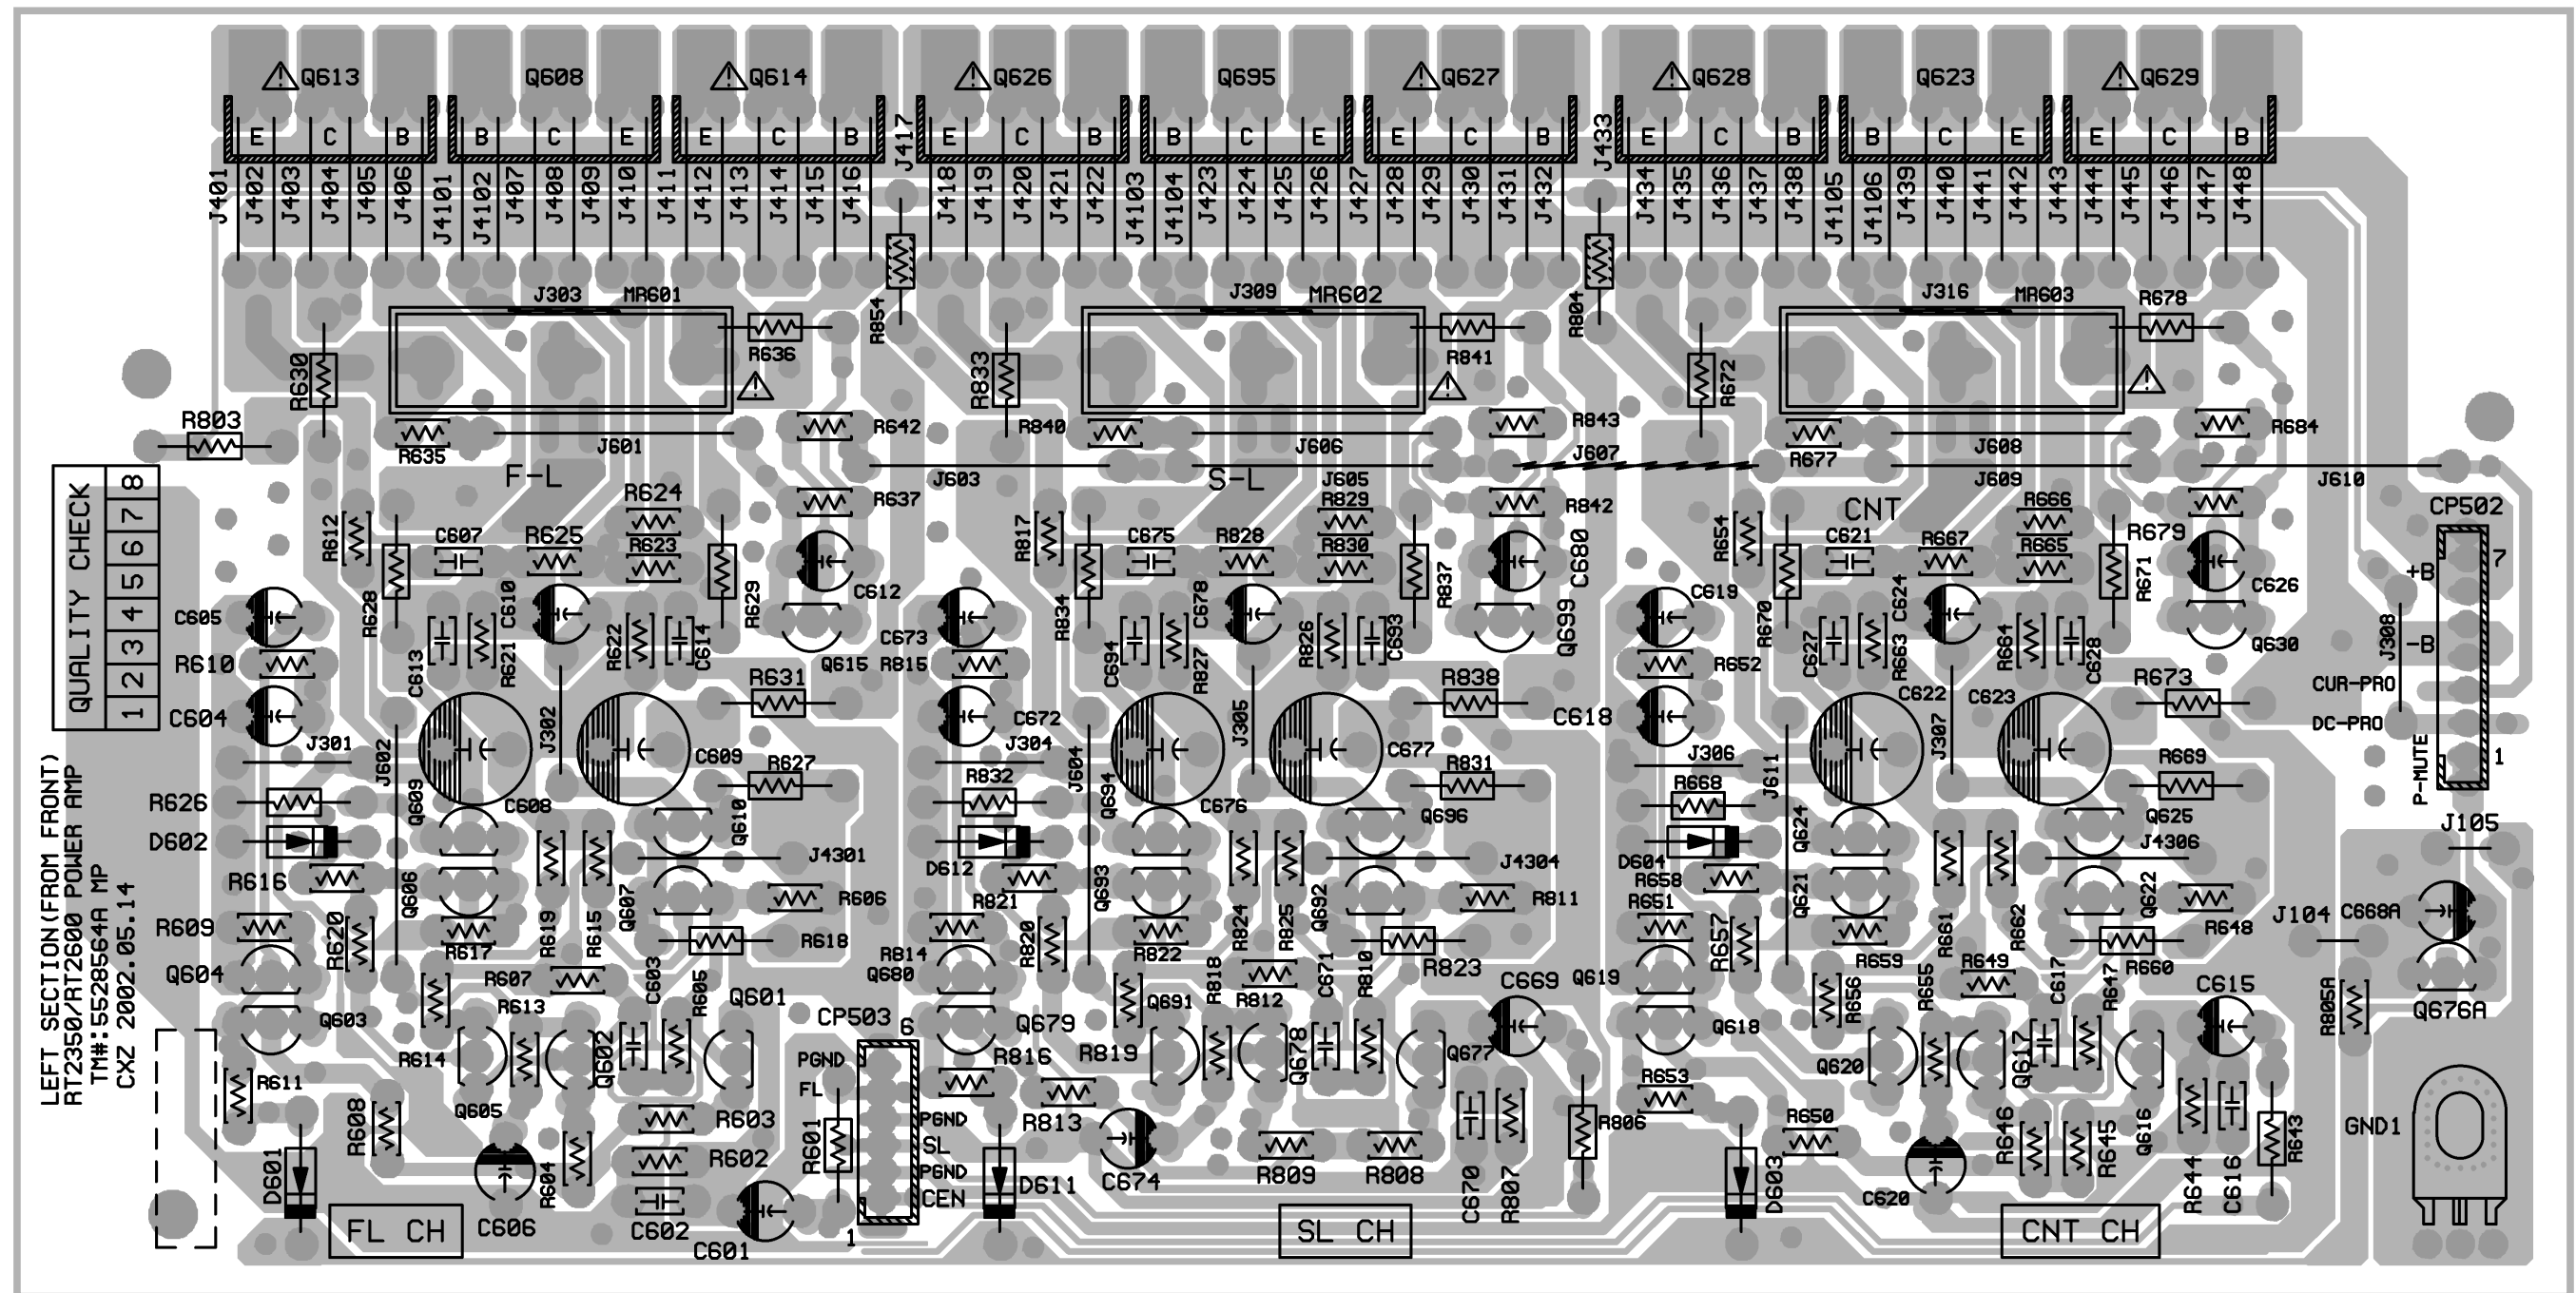 Q613 Q608 Q614 Q626 Q695 Q627 Q628 Q623 Q629
E C B B C E E C B E C B B C E E C B E C B B C E E C B
J401 J402 J403 J404 J405 J406 J4101 J4102 J407 J408 J409 J410 J411 J412 J413 J414 J415 J416 J417 J418 J419 J420 J421 J422 J4103 J4104 J423 J424 J425 J426 J427 J428 J429 J430 J431 J432 J433 J434 J435 J436 J437 J438 J4105 J4106 J439 J440 J441 J442 J443 J444 J445 J446 J447 J448
J303 MR601 J309 MR602 J316 MR603 R678
R630 R636 R854 R833 R841 R804 R672
R803 R635 J601 R642 R840 J606 R843 J607 R677 J608 R684
F-L J603 S-L J605 J609 J610
QUALITY CHECK
1 2 3 4 5 6 7 8
R624 R637 R829 R842 CNT R666 CP502
R612 C607 R625 R623 R817 C675 R828 R830 C680 R654 C621 R667 R665 R679 7
R628 C610 R629 C612 R834 C678 R837 C619 R670 C624 R671 C626 +B
C605 C613 R621 R622 C614 Q615 C673 C694 R827 R826 C693 Q699 C627 R663 R664 C628 Q630 J308 -B
R610 R631 R815 R838 R652 R673 CUR-PRO
C604 J302 C672 J305 C618 C622 C623 J307 DC-PRO
J301 J602 C609 J304 J604 C677 J306 J611 P-MUTE 1
R626 Q609 C608 R627 R832 Q694 C676 R831 R668 Q624 R669
D602 Q610 J4301 D612 Q696 J4304 D604 Q625 J4306 J105
R616 Q606 R606 R821 Q693 R811 R658 Q621 Q622 R648
R609 R620 R617 R619 R615 Q607 R618 R814 R820 R822 R824 R825 Q692 R823 R651 R657 R659 R661 R662 R660 J104 C668A
Q604 R607 C603 R605 Q680 R818 R812 C671 R810 C669 Q619 R656 R655 R649 C617 R647 C615 R805A Q676A
Q603 R613 R614 Q602 Q601 CP503 6 Q679 Q691 R819 Q678 Q677 Q618 Q620 Q617
LEFT SECTION(FROM FRONT)
RT2350/RT2600 POWER AMP
TM#:5528564A MP
CXZ 2002.05.14
R611 R608 Q605 R603 PGND FL PGND SL PGND CEN 1
R816 R813 R806 R653 R650 Q616 R643 GND1
D601 R604 R602 R601 D611 C674 R809 R808 C670 R807 D603 C620 R646 R645 R644 C616
C606 C602 C601
FL CH SL CH CNT CH